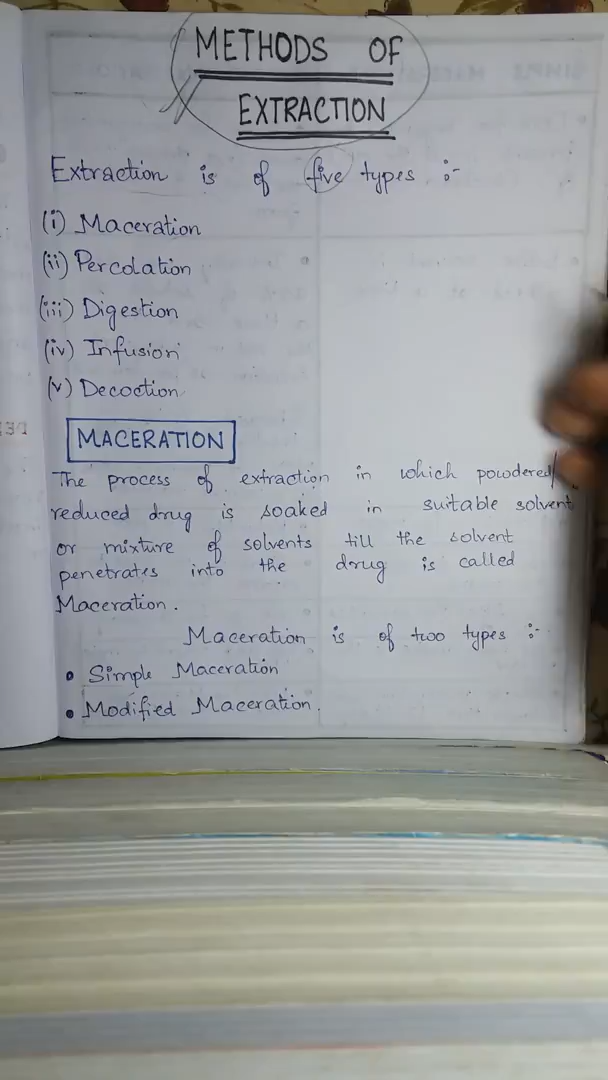 METHODS OF
EXTRACTION
Extraction is of five types :-
(i) Maceration
(ii) Percolation
(iii) Digestion
(iv) Infusion
(v) Decoction
MACERATION
The process of extraction in which powdered/
reduced drug is soaked in suitable solvent
or mixture of solvents till the solvent
penetrates into the drug is called
Maceration.
Maceration is of two types :-
• Simple Maceration
• Modified Maceration.